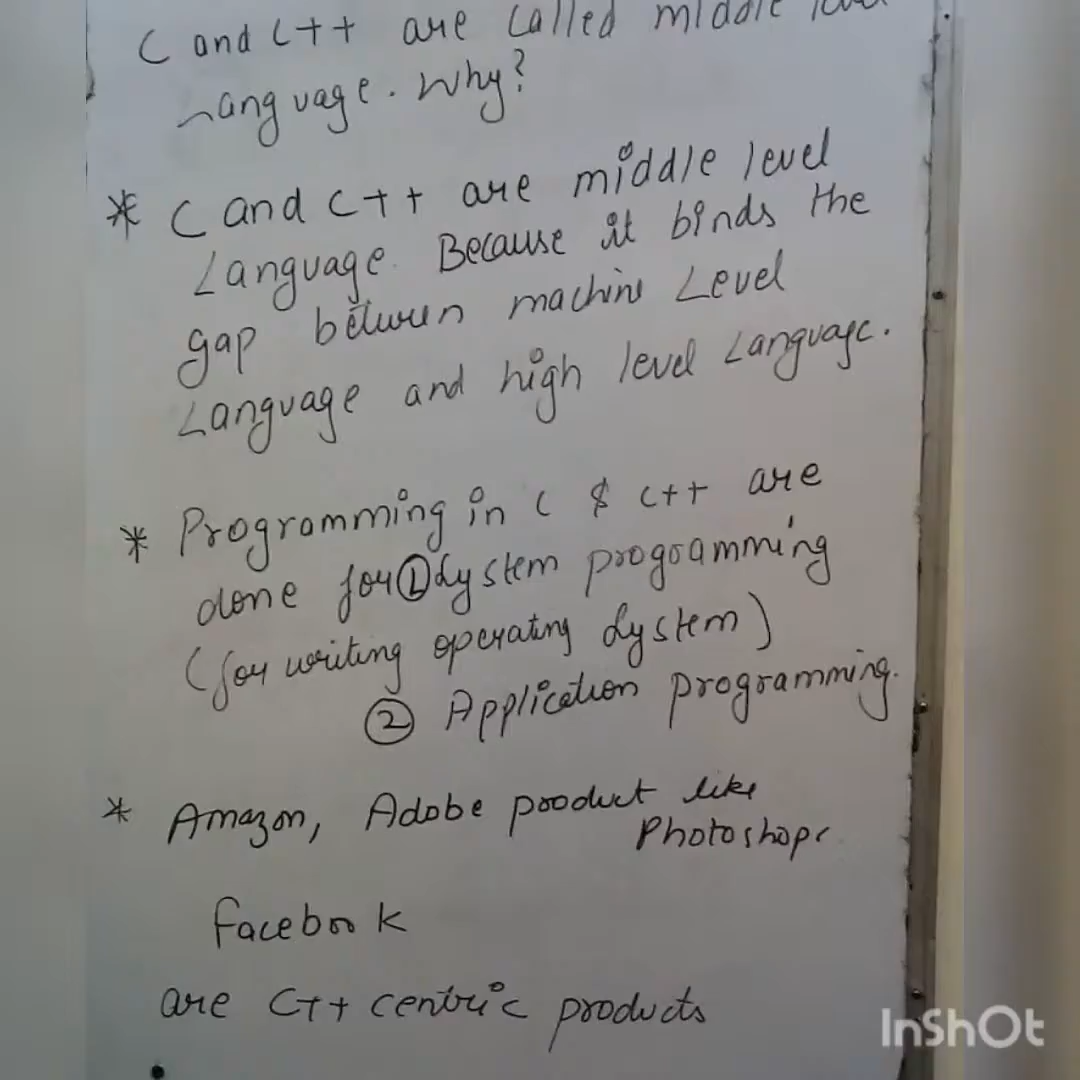 C and C++ are called middle level
Language. Why?
* C and C++ are middle level
Language. Because it binds the
gap between machine Level
Language and high level Language.
* Programming in C & C++ are
done for ① System programming
(for writing operating System)
② Application programming.
* Amazon, Adobe product like
Photoshop
Facebook
are C++ centric products
InShOt